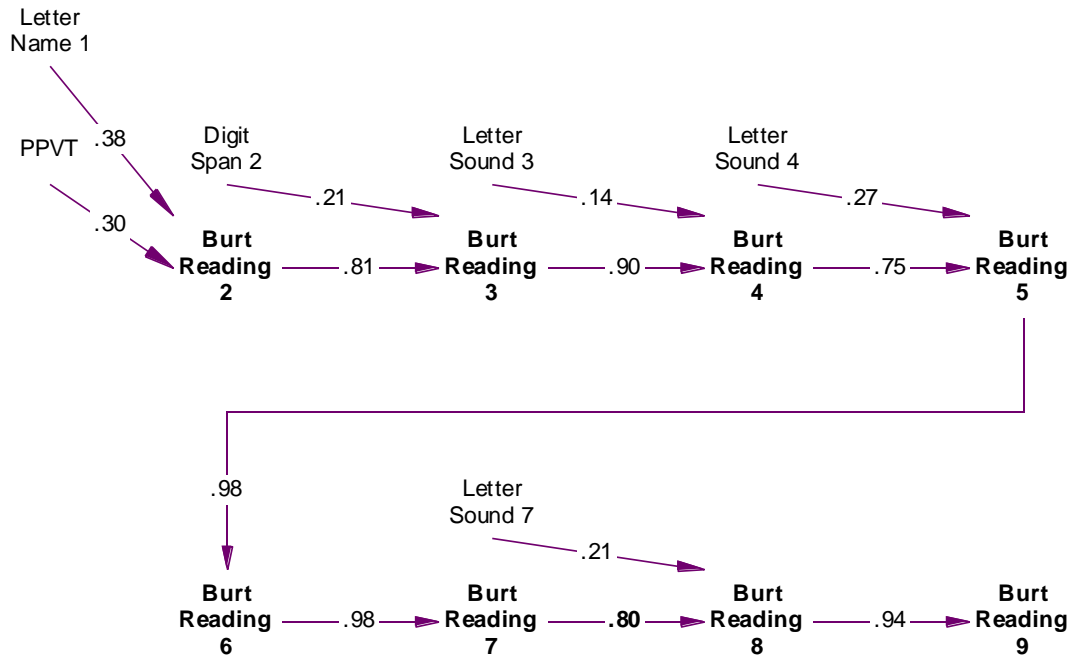 Letter
Name 1
.38
PPVT
.30
Digit
Span 2
.21
Letter
Sound 3
.14
Letter
Sound 4
.27
Burt
Reading
2
.81
Burt
Reading
3
.90
Burt
Reading
4
.75
Burt
Reading
5
.98
Letter
Sound 7
.21
Burt
Reading
6
.98
Burt
Reading
7
.80
Burt
Reading
8
.94
Burt
Reading
9